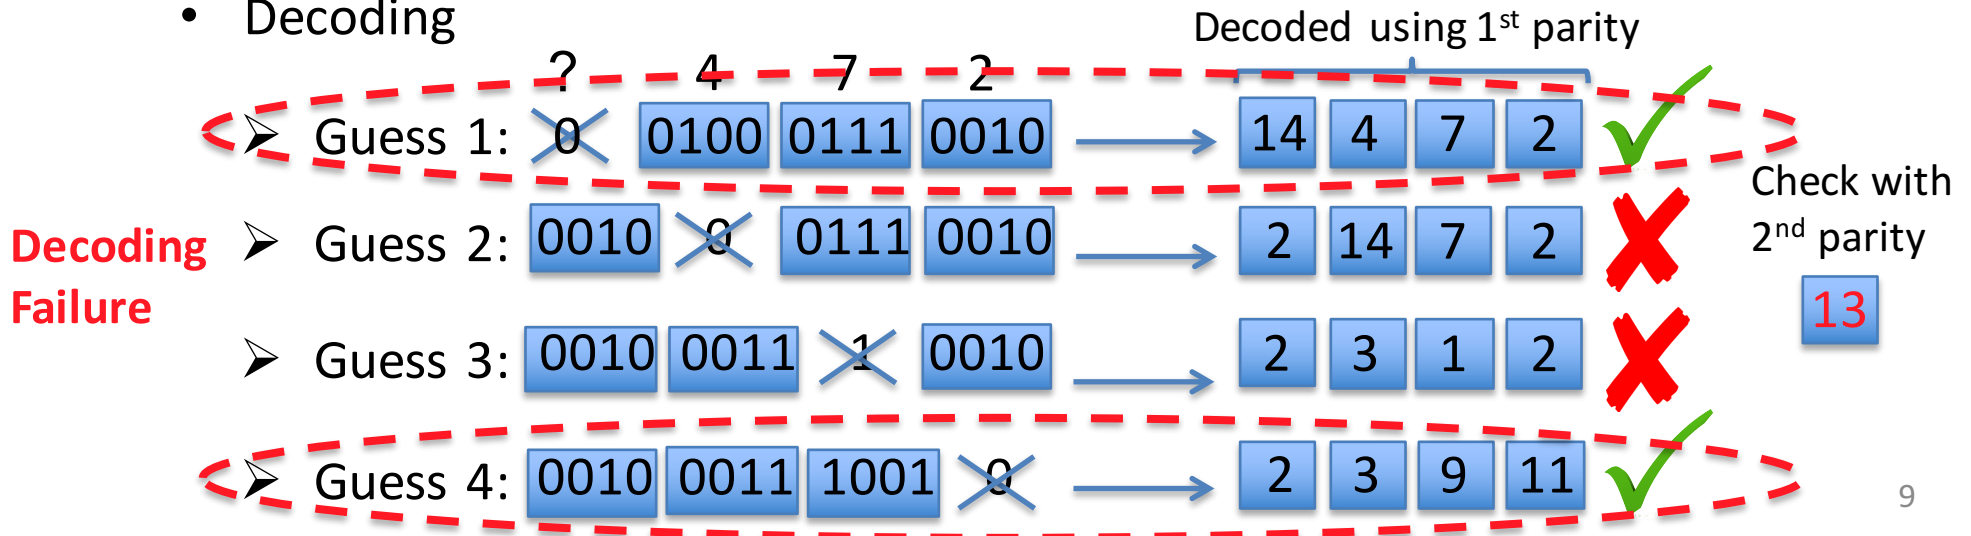 • Decoding
Decoded using 1st parity
? 4 7 2
➢ Guess 1: 0 0100 0111 0010 14 4 7 2
Check with
2nd parity
13
Decoding
Failure
➢ Guess 2: 0010 0 0111 0010 2 14 7 2
➢ Guess 3: 0010 0011 1 0010 2 3 1 2
➢ Guess 4: 0010 0011 1001 0 2 3 9 11
9